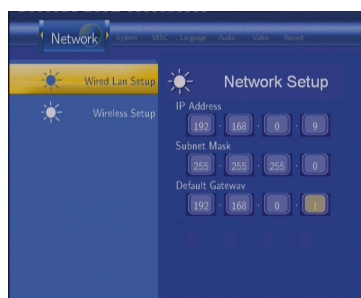 Network System MISC Language Audio Video Record
Wired Lan Setup
Wireless Setup
Network Setup
IP Address
192 . 168 . 0 . 9
Subnet Mask
255 . 255 . 255 . 0
Default Gateway
192 . 168 . 0 . 1